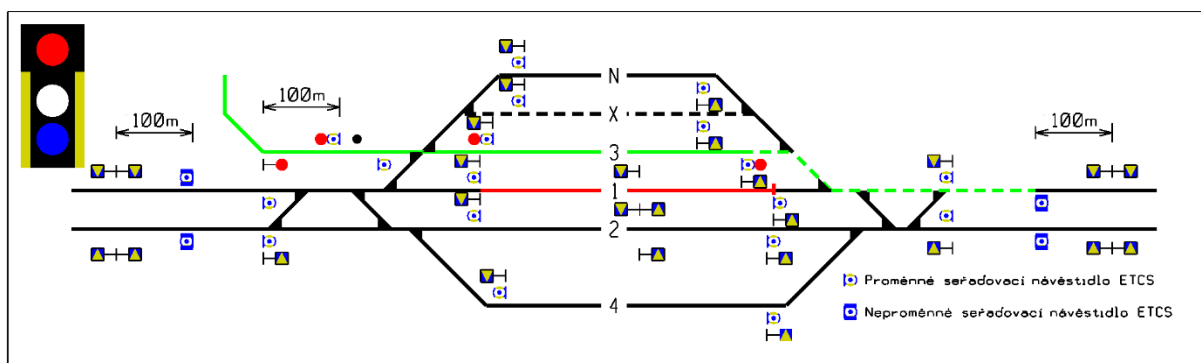 N
100m
X
100m
100m
3
1
2
Proměnné seřaďovací návěstidlo ETCS
4
Neproměnné seřaďovací návěstidlo ETCS